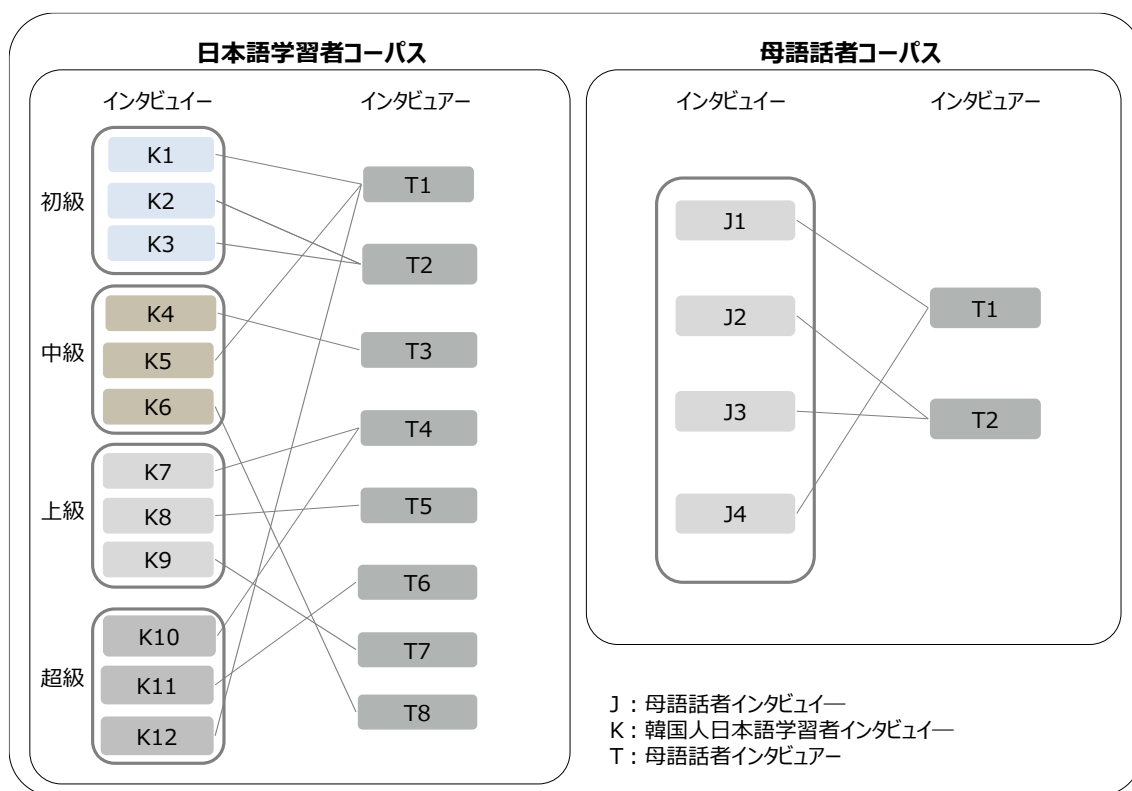 日本語学習者コーパス
インタビュイー
インタビュアー
初級
K1
K2
K3
中級
K4
K5
K6
上級
K7
K8
K9
超級
K10
K11
K12
T1
T2
T3
T4
T5
T6
T7
T8
母語話者コーパス
インタビュイー
インタビュアー
J1
J2
J3
J4
T1
T2
J：母語話者インタビュイー
K：韓国人日本語学習者インタビュイー
T：母語話者インタビュアー